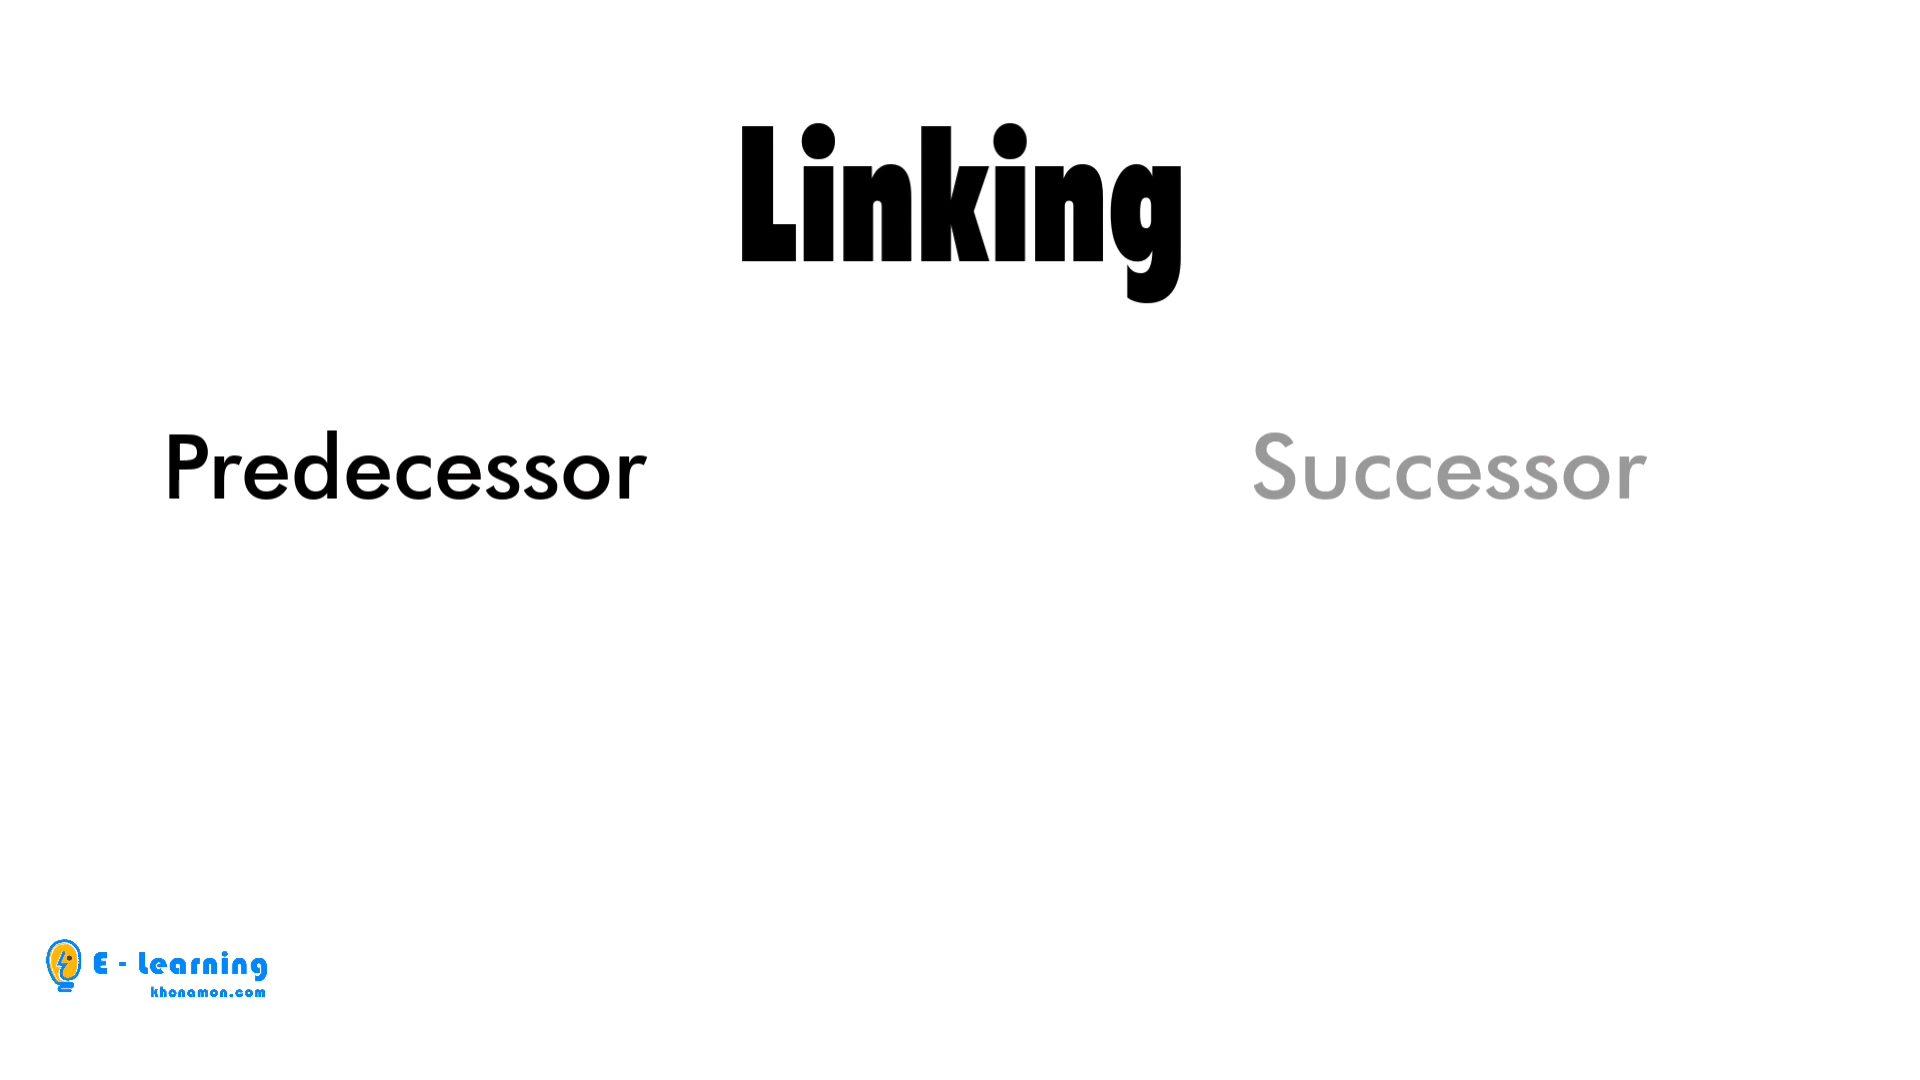 Linking
Predecessor
Successor
E - Learning
khonamon.com